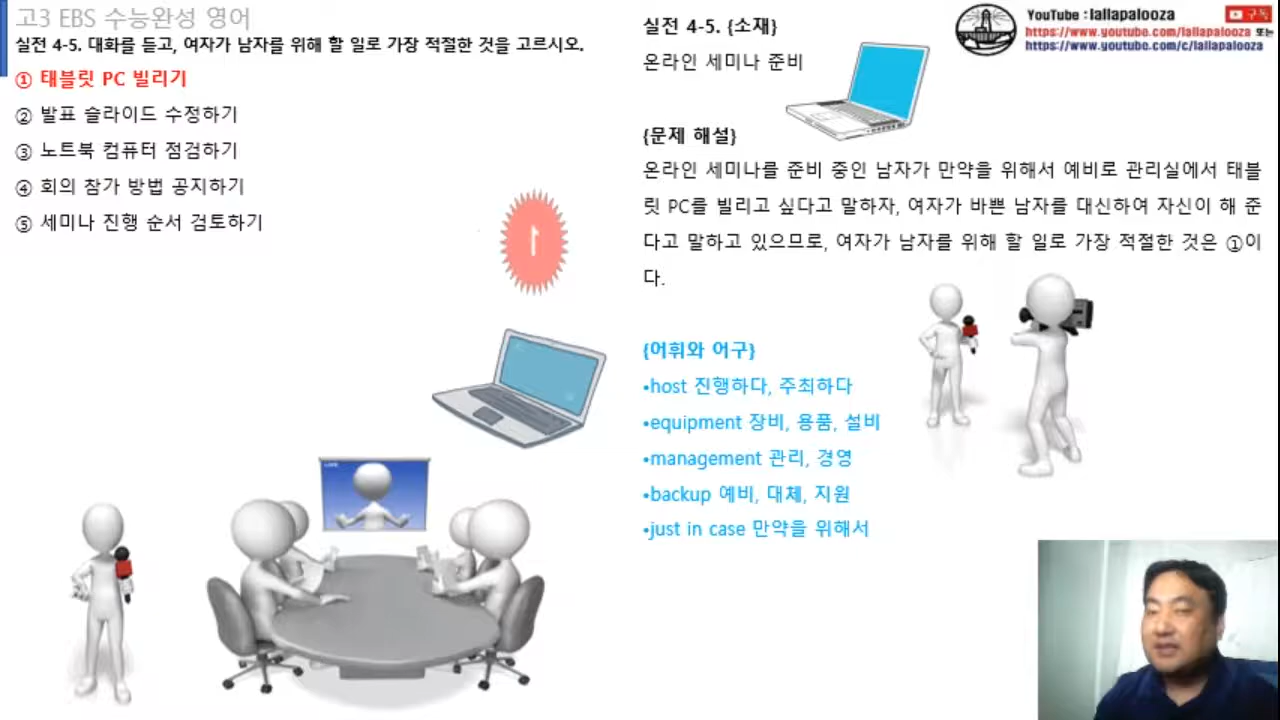 고3 EBS 수능완성 영어
실전 4-5. 대화를 듣고, 여자가 남자를 위해 할 일로 가장 적절한 것을 고르시오.
① 태블릿 PC 빌리기
② 발표 슬라이드 수정하기
③ 노트북 컴퓨터 점검하기
④ 회의 참가 방법 공지하기
⑤ 세미나 진행 순서 검토하기
1
실전 4-5. {소재}
온라인 세미나 준비
{문제 해설}
온라인 세미나를 준비 중인 남자가 만약을 위해서 예비로 관리실에서 태블
릿 PC를 빌리고 싶다고 말하자, 여자가 바쁜 남자를 대신하여 자신이 해 준
다고 말하고 있으므로, 여자가 남자를 위해 할 일로 가장 적절한 것은 ①이
다.
{어휘와 어구}
•host 진행하다, 주최하다
•equipment 장비, 용품, 설비
•management 관리, 경영
•backup 예비, 대체, 지원
•just in case 만약을 위해서
YouTube : lallapalooza
구독
https://www.youtube.com/lallapalooza 또는
https://www.youtube.com/c/lallapalooza